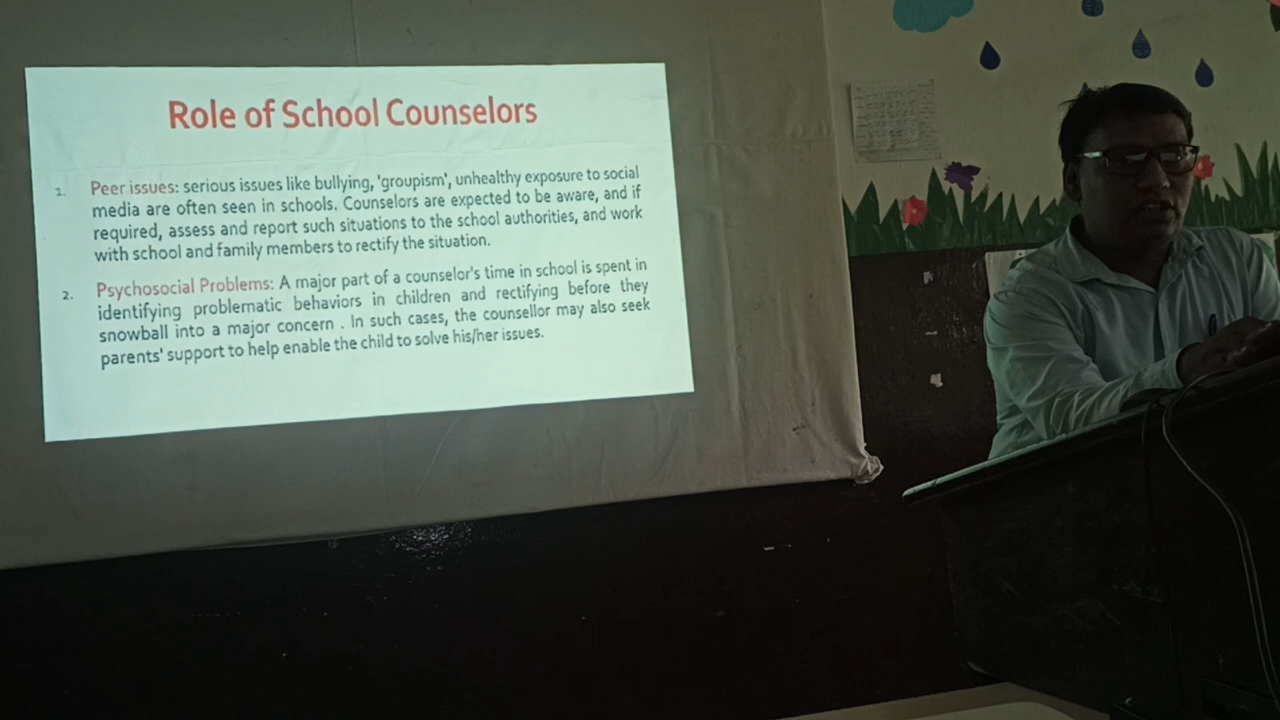 Role of School Counselors
1. Peer issues: serious issues like bullying, 'groupism', unhealthy exposure to social
media are often seen in schools. Counselors are expected to be aware, and if
required, assess and report such situations to the school authorities, and work
with school and family members to rectify the situation.
2. Psychosocial Problems: A major part of a counselor's time in school is spent in
identifying problematic behaviors in children and rectifying before they
snowball into a major concern . In such cases, the counsellor may also seek
parents' support to help enable the child to solve his/her issues.